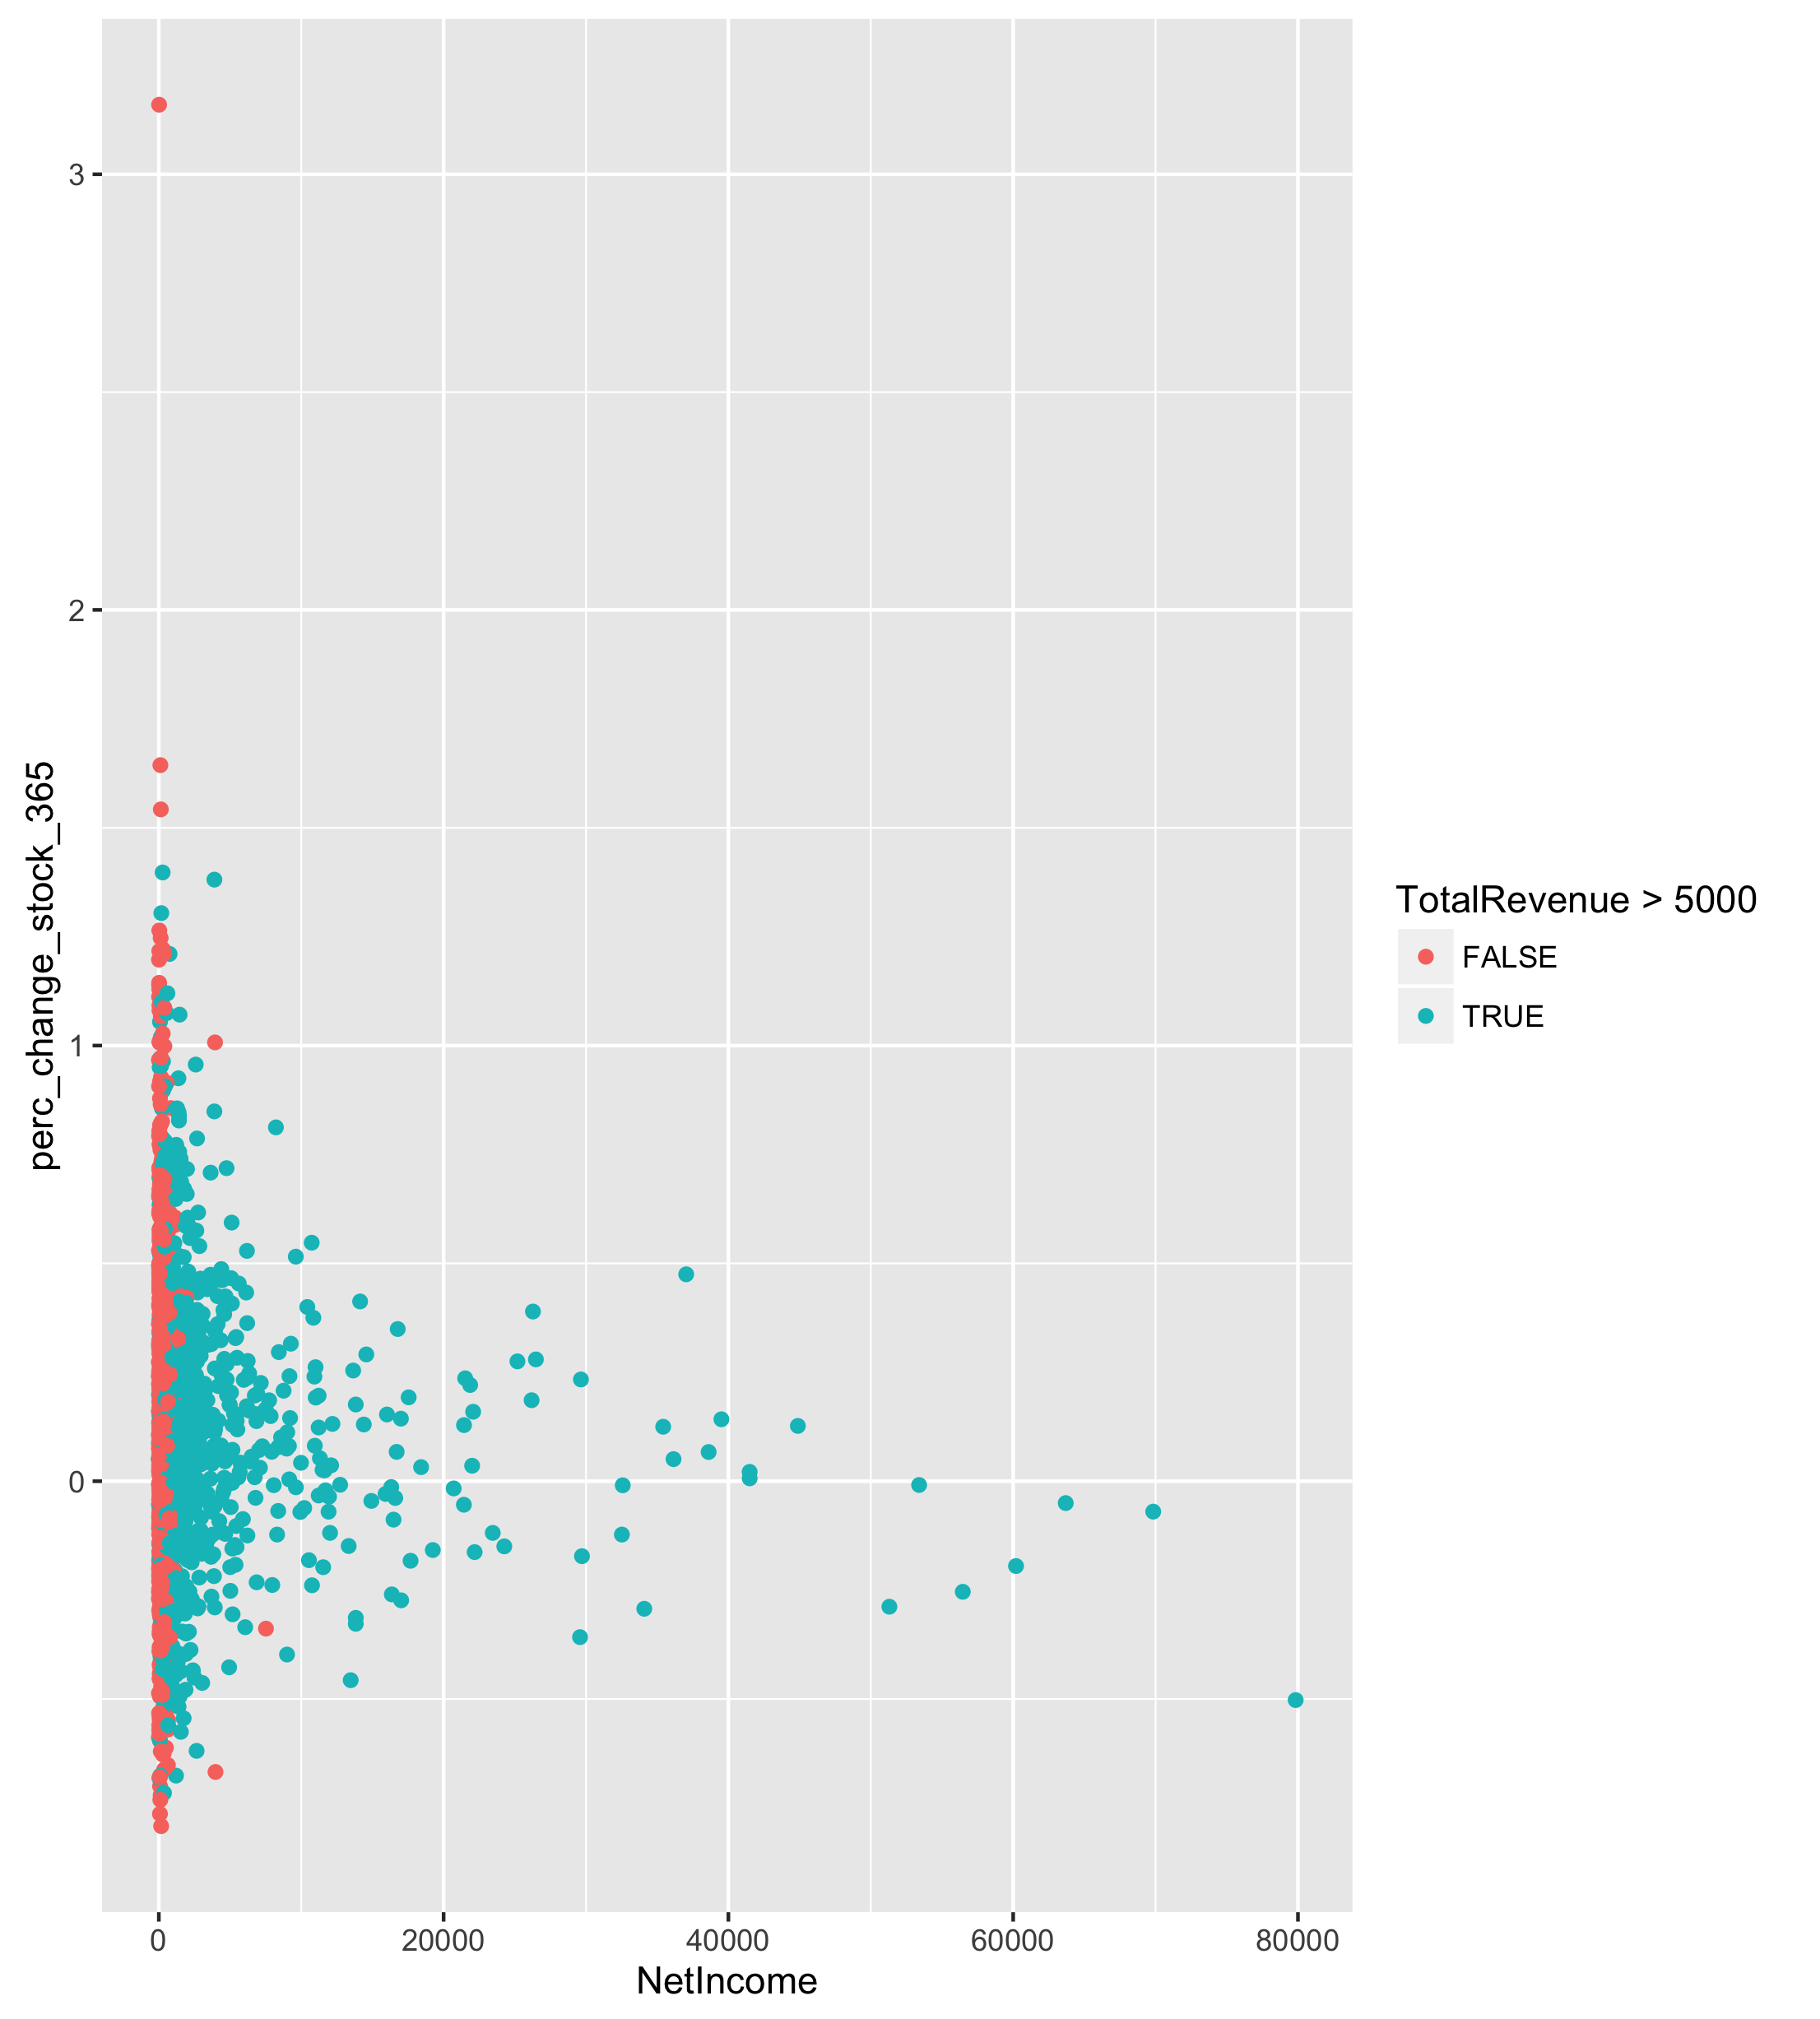 3
2
1
0
perc_change_stock_365
0 20000 40000 60000 80000
NetIncome
TotalRevenue > 5000
FALSE
TRUE